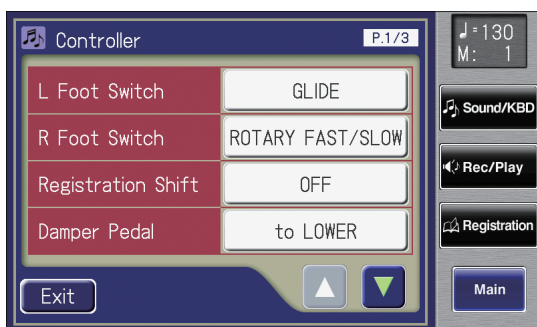 Controller
P.1/3
L Foot Switch
GLIDE
R Foot Switch
ROTARY FAST/SLOW
Registration Shift
OFF
Damper Pedal
to LOWER
Exit
♩=130
M: 1
Sound/KBD
Rec/Play
Registration
Main